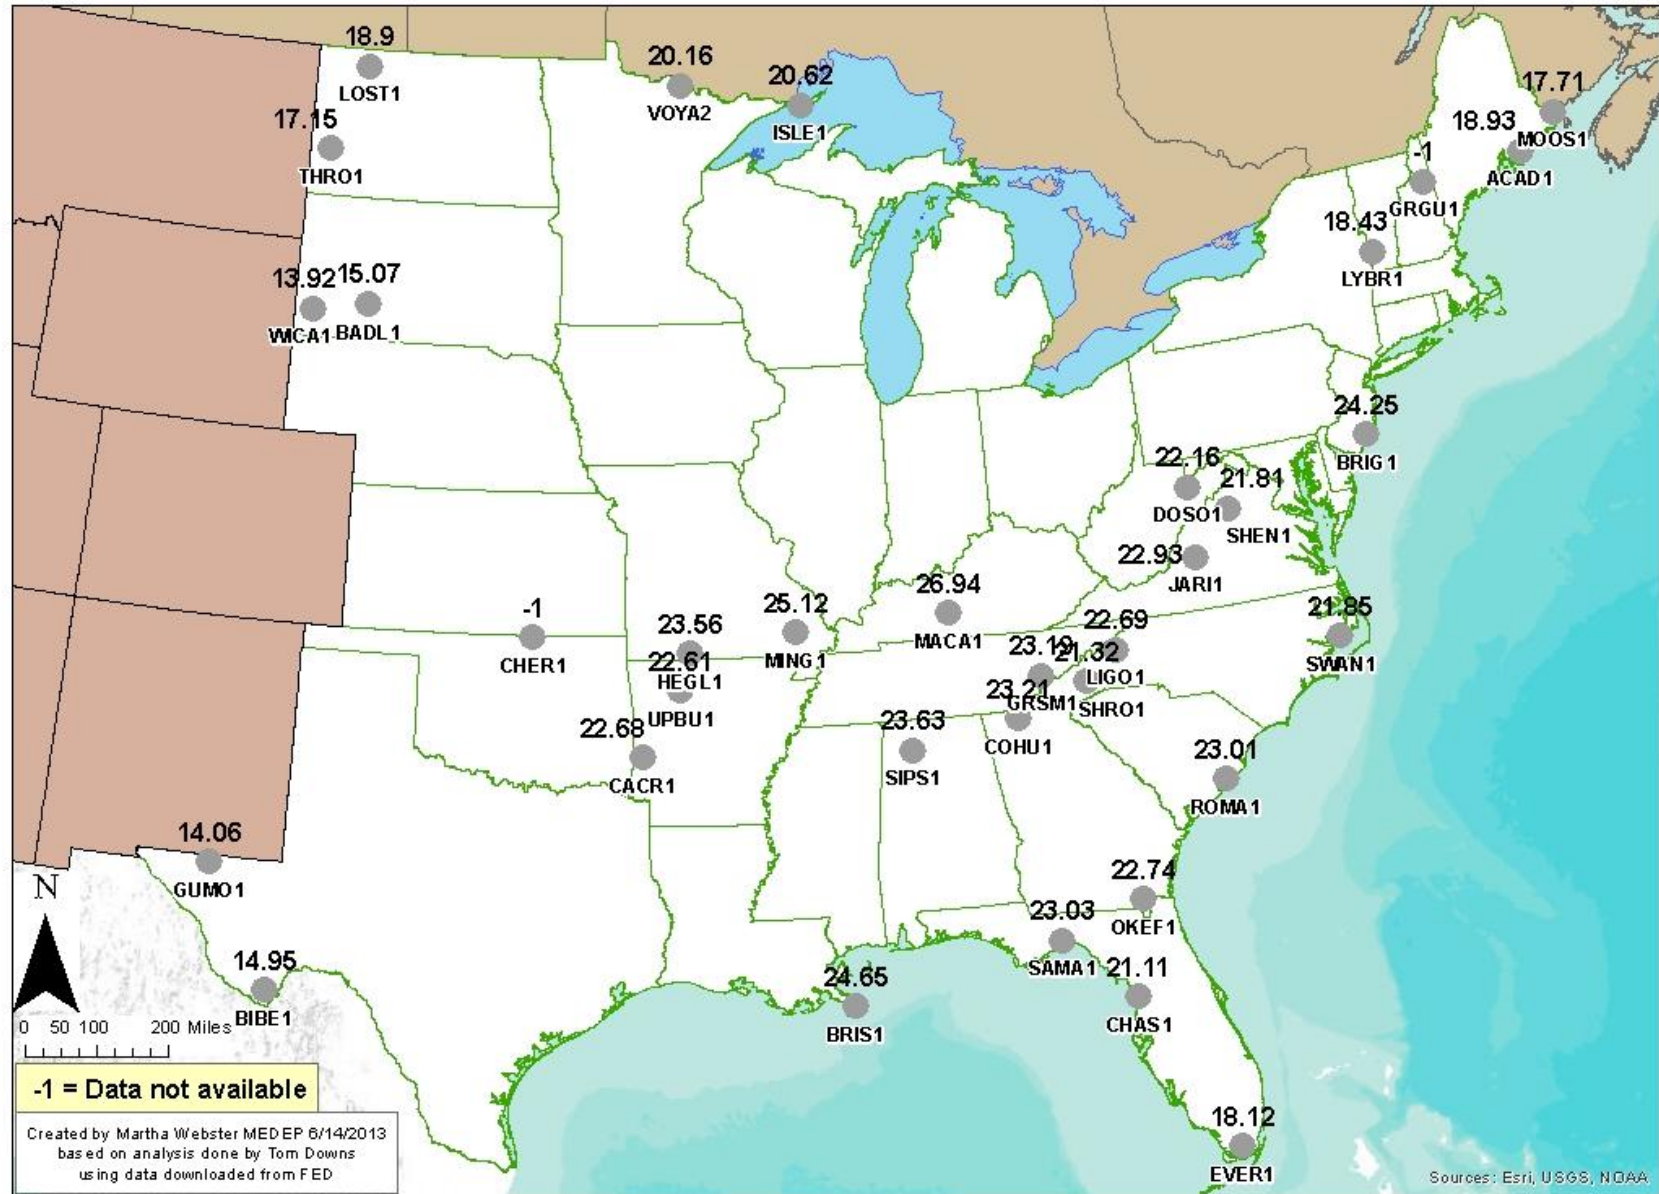 18.9
LOST1
20.16
VOYA2
20.62
ISLE1
17.71
MOOS1
17.15
THRO1
18.93
ACAD1
-1
GRGU1
18.43
LYBR1
13.92
WICA1
15.07
BADL1
24.25
BRIG1
22.16
DOSO1
21.81
SHEN1
22.93
JARI1
26.94
MACA1
25.12
MING1
-1
CHER1
23.56
HEGL1
22.61
UPBU1
22.69
LIGO1
21.85
SWAN1
23.19
GRSM1
21.32
SHRO1
23.21
COHU1
22.68
CACR1
23.63
SIPS1
23.01
ROMA1
14.06
GUMO1
22.74
OKEF1
23.03
SAMA1
14.95
BIBE1
24.65
BRIS1
21.11
CHAS1
18.12
EVER1
N
0 50 100 200 Miles
-1 = Data not available
Created by Martha Webster MEDEP 6/14/2013
based on analysis done by Tom Downs
using data downloaded from FED
Sources: Esri, USGS, NOAA